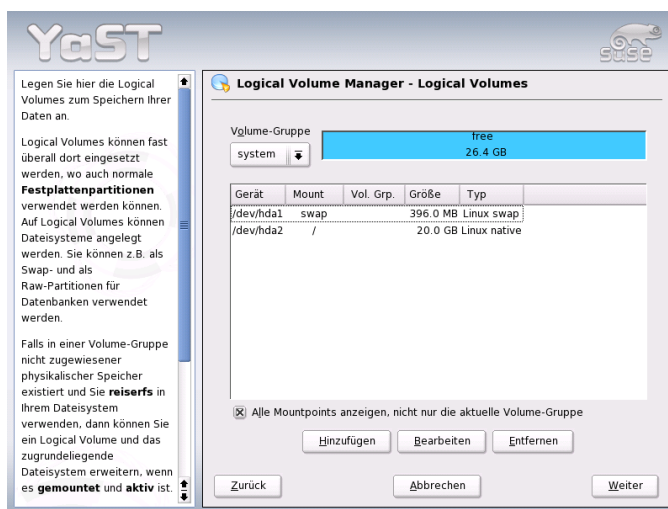 YaST
SUSE
Legen Sie hier die Logical
Volumes zum Speichern Ihrer
Daten an.
Logical Volumes können fast
überall dort eingesetzt
werden, wo auch normale
Festplattenpartitionen
verwendet werden können.
Auf Logical Volumes können
Dateisysteme angelegt
werden. Sie können z.B. als
Swap- und als
Raw-Partitionen für
Datenbanken verwendet
werden.
Falls in einer Volume-Gruppe
nicht zugewiesener
physikalischer Speicher
existiert und Sie reiserfs in
Ihrem Dateisystem
verwenden, dann können Sie
ein Logical Volume und das
zugrundeliegende
Dateisystem erweitern, wenn
es gemountet und aktiv ist.
Logical Volume Manager - Logical Volumes
Volume-Gruppe
system
free
26.4 GB
Gerät Mount Vol. Grp. Größe Typ
/dev/hda1 swap 396.0 MB Linux swap
/dev/hda2 / 20.0 GB Linux native
Alle Mountpoints anzeigen, nicht nur die aktuelle Volume-Gruppe
Hinzufügen Bearbeiten Entfernen
Zurück Abbrechen Weiter